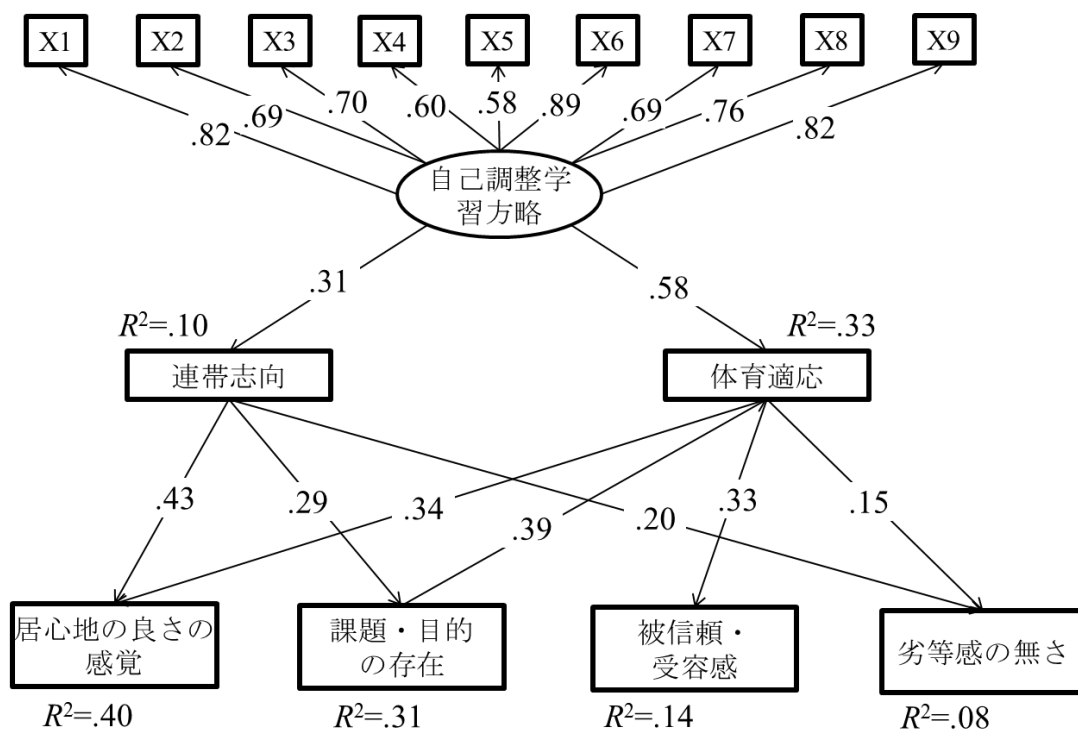 X1 X2 X3 X4 X5 X6 X7 X8 X9
.82 .69 .70 .60 .58 .89 .69 .76 .82
自己調整学
習方略
.31 .58
R²=.10 R²=.33
連帯志向 体育適応
.43 .29 .34 .39 .20 .33 .15
居心地の良さの
感覚
課題・目的
の存在
被信頼・
受容感
劣等感の無さ
R²=.40 R²=.31 R²=.14 R²=.08